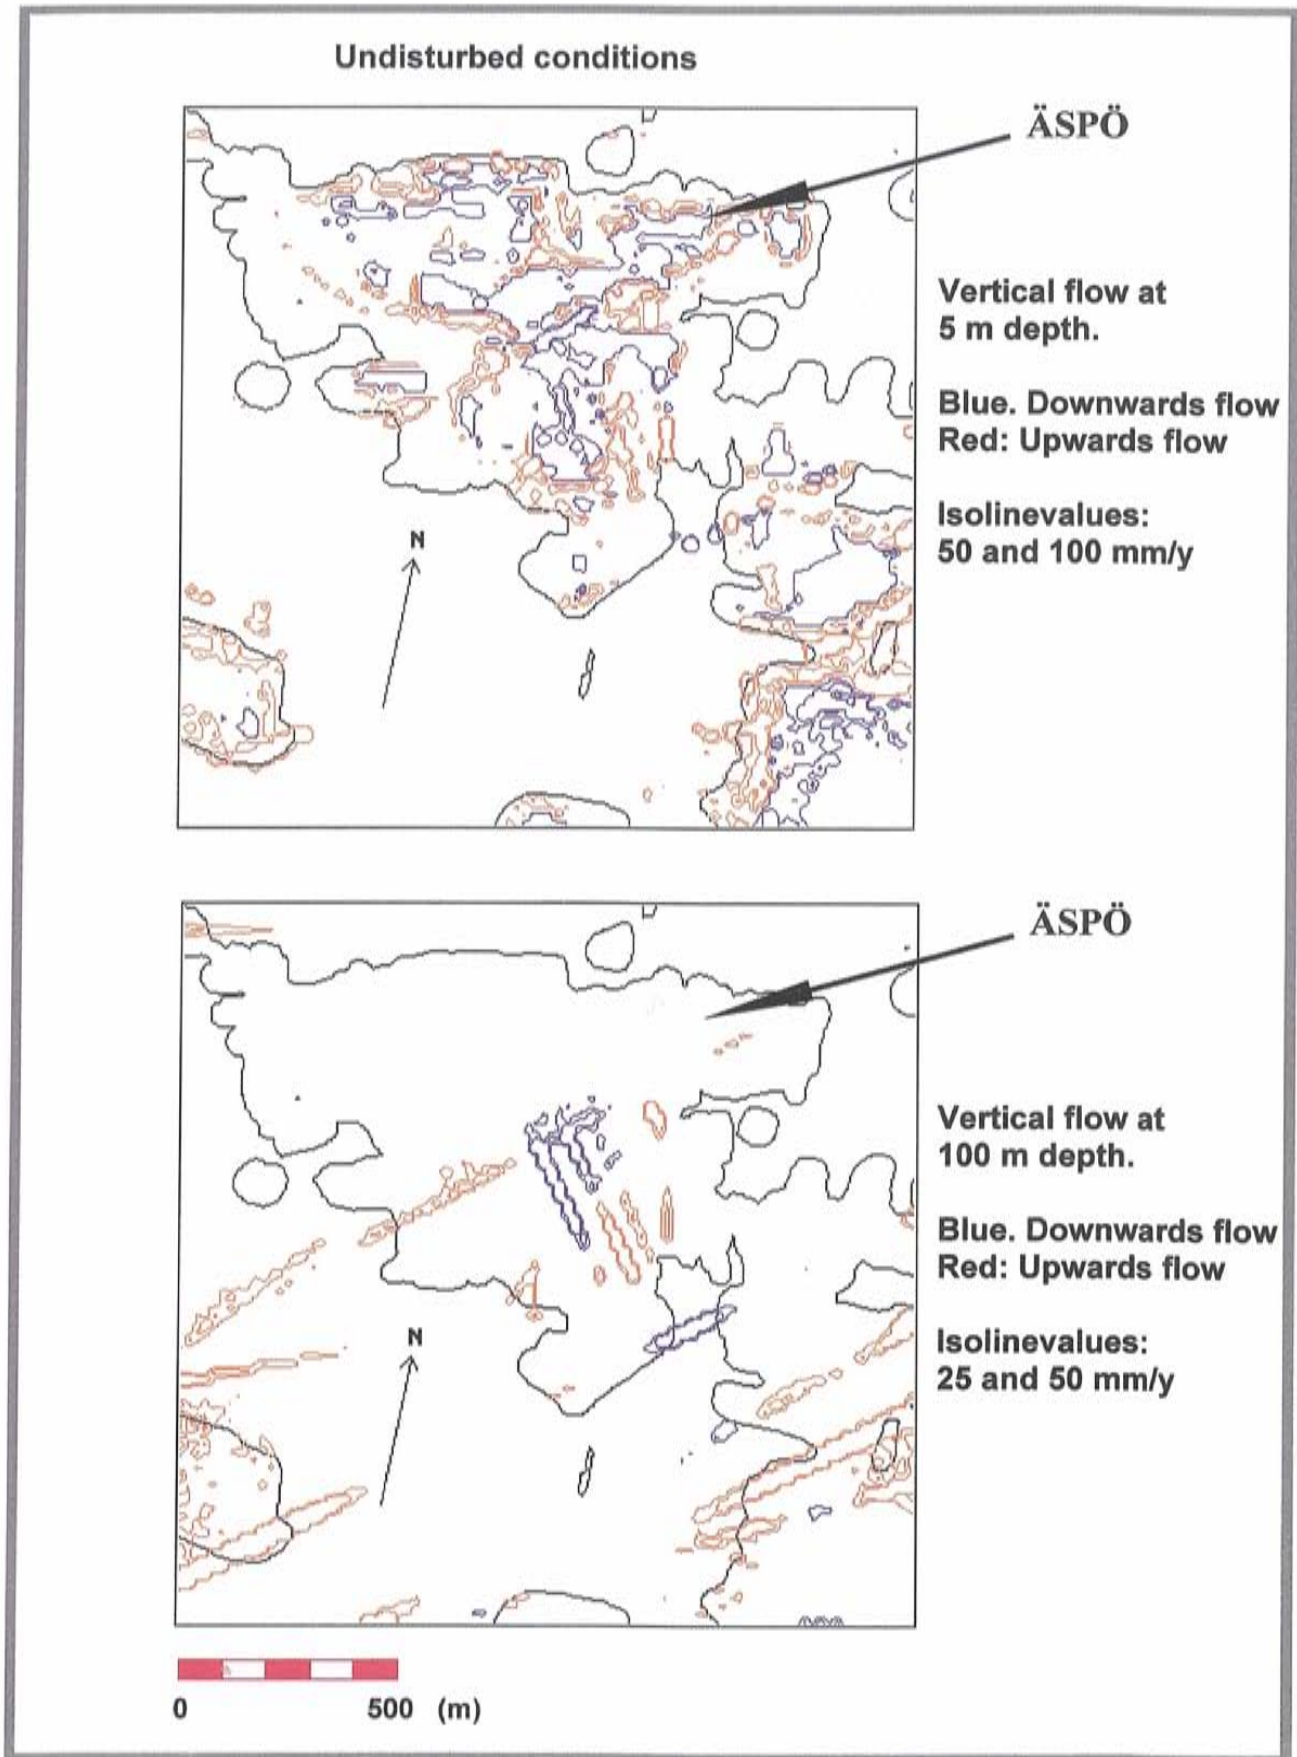 Undisturbed conditions
ÄSPÖ
Vertical flow at
5 m depth.
Blue. Downwards flow
Red: Upwards flow
Isolinevalues:
50 and 100 mm/y
N
ÄSPÖ
Vertical flow at
100 m depth.
Blue. Downwards flow
Red: Upwards flow
Isolinevalues:
25 and 50 mm/y
N
0 500 (m)